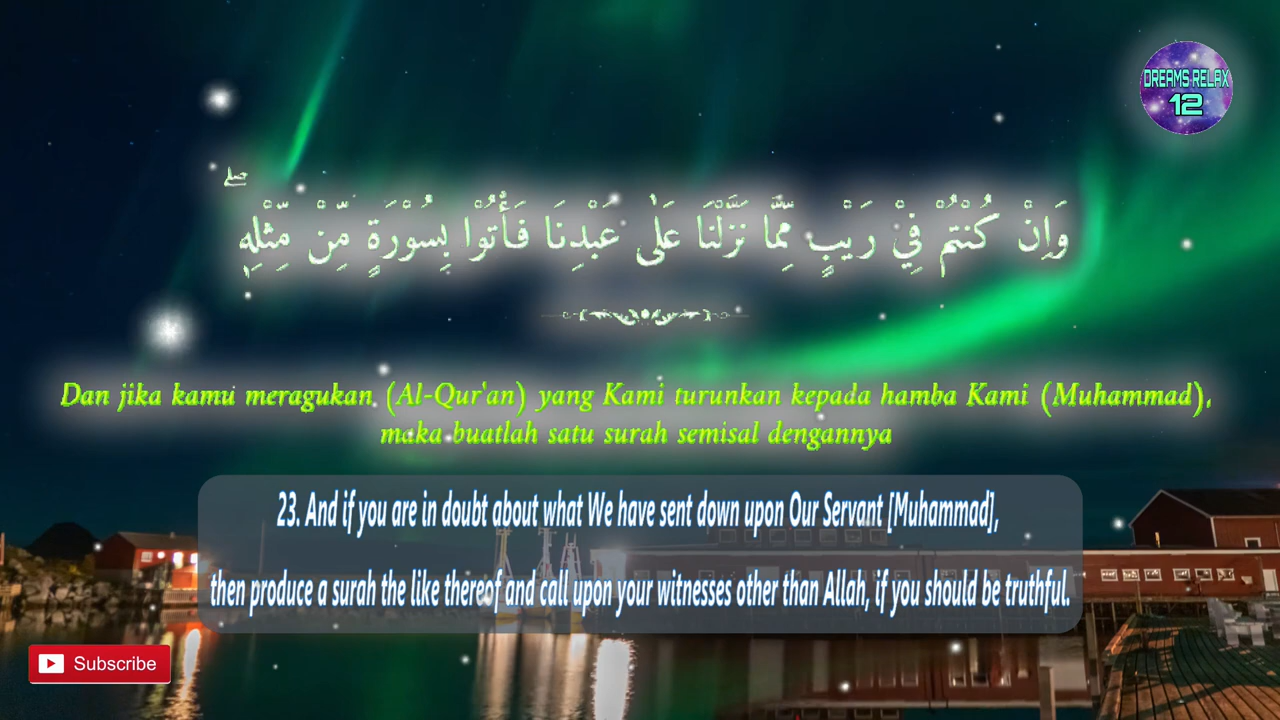 DREAMS RELAX
12
وَاِنْ كُنْتُمْ فِيْ رَيْبٍ مِّمَّا نَزَّلْنَا عَلٰى عَبْدِنَا فَأْتُوْا بِسُوْرَةٍ مِّنْ مِّثْلِهٖ ۖ
Dan jika kamu meragukan (Al-Qur'an) yang Kami turunkan kepada hamba Kami (Muhammad),
maka buatlah satu surah semisal dengannya
23. And if you are in doubt about what We have sent down upon Our Servant [Muhammad],
then produce a surah the like thereof and call upon your witnesses other than Allah, if you should be truthful.
Subscribe